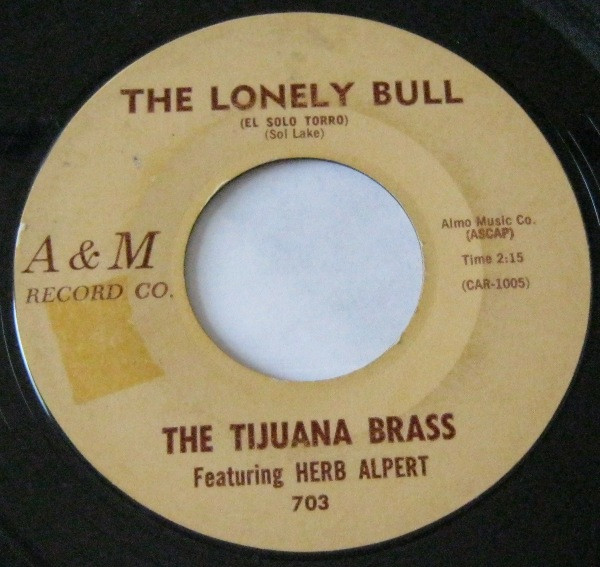 THE LONELY BULL
(EL SOLO TORRO)
(Sol Lake)
A & M
RECORD CO.
Almo Music Co.
(ASCAP)
Time 2:15
(CAR-1005)
THE TIJUANA BRASS
Featuring HERB ALPERT
703